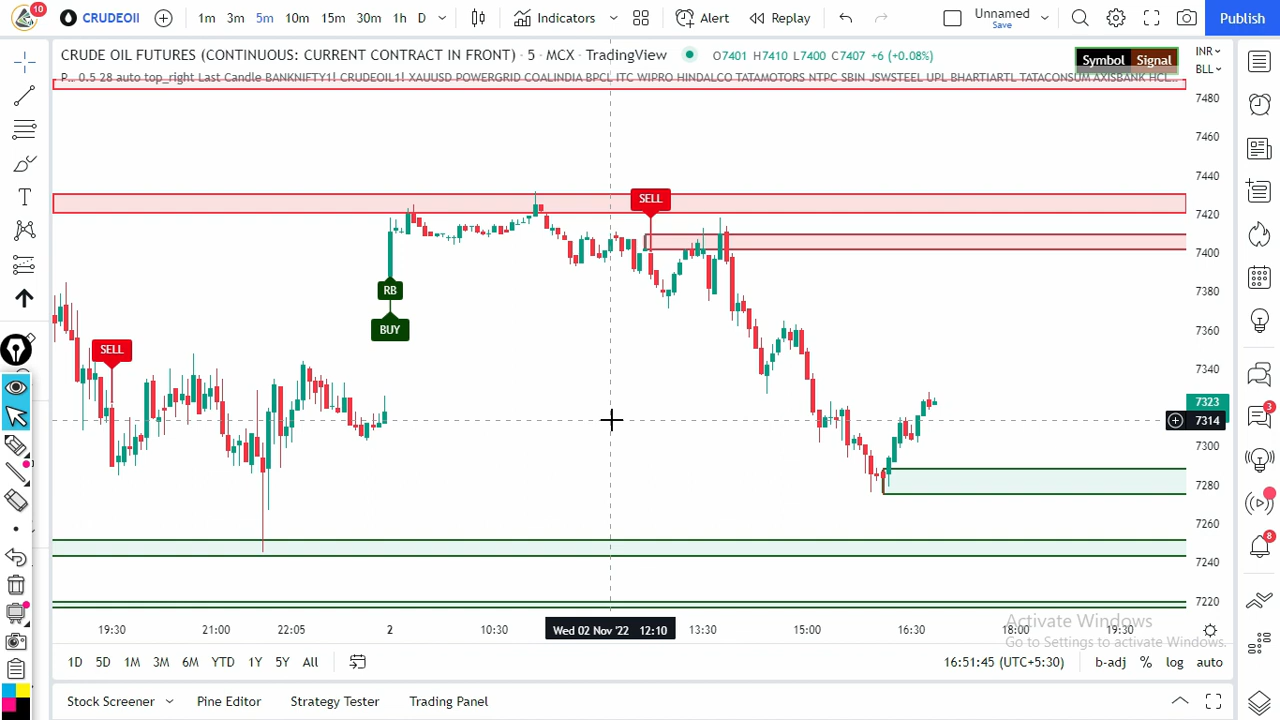 10
CRUDEOIl
1m 3m 5m 10m 15m 30m 1h D
Indicators
Alert
Replay
Unnamed
Save
Publish
CRUDE OIL FUTURES (CONTINUOUS: CURRENT CONTRACT IN FRONT) · 5 · MCX · TradingView
O7401 H7410 L7400 C7407 +6 (+0.08%)
P.. 0.5 28 auto top_right Last Candle BANKNIFTY1! CRUDEOIL1! XAUUSD POWERGRID COALINDIA BPCL ITC WIPRO HINDALCO TATAMOTORS NTPC SBIN JSWSTEEL UPL BHARTIARTL TATACONSUM AXISBANK HCL...
Symbol Signal
INR
BLL
7480
7460
7440
7420
7400
7380
7360
7340
7323
7314
7300
7280
7260
7240
7220
SELL
SELL
RB
BUY
3
8
19:30 21:00 22:05 2 10:30 Wed 02 Nov '22 12:10 13:30 15:00 16:30 18:00 19:30
Activate Windows
Go to Settings to activate Windows.
1D 5D 1M 3M 6M YTD 1Y 5Y All
16:51:45 (UTC+5:30) b-adj % log auto
Stock Screener Pine Editor Strategy Tester Trading Panel